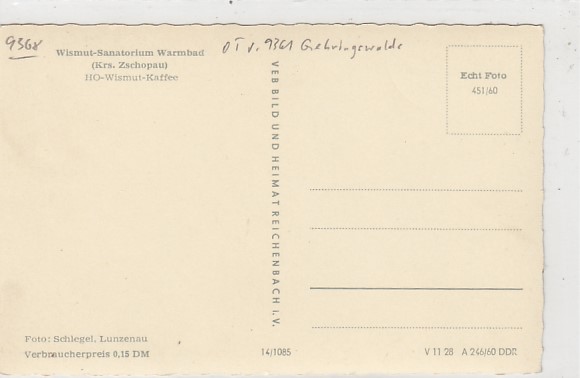 9368
OT v. 9361 Gehringswalde
Wismut-Sanatorium Warmbad
(Krs. Zschopau)
HO-Wismut-Kaffee
VEB BILD UND HEIMAT REICHENBACH I. V.
Echt Foto
451/60
Foto: Schlegel, Lunzenau
Verbraucherpreis 0,15 DM
14/1085
V 11 28 A 246/60 DDR